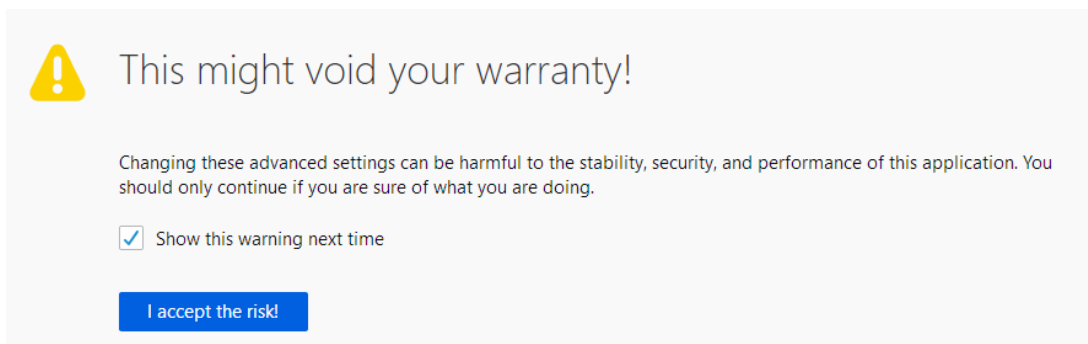 This might void your warranty!
Changing these advanced settings can be harmful to the stability, security, and performance of this application. You
should only continue if you are sure of what you are doing.
Show this warning next time
I accept the risk!